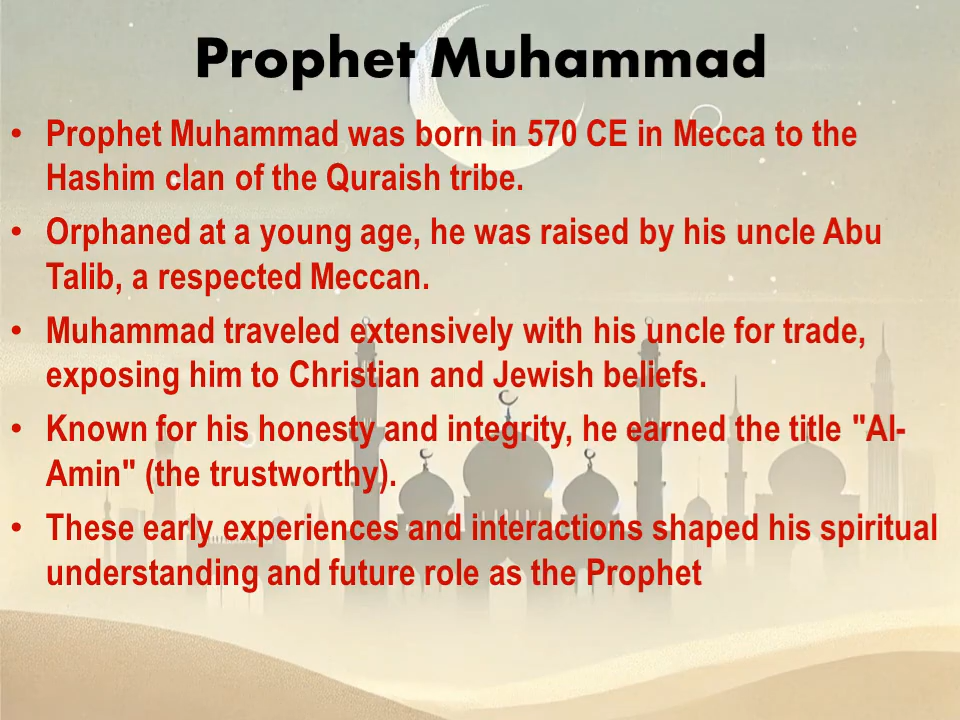 Prophet Muhammad
• Prophet Muhammad was born in 570 CE in Mecca to the
Hashim clan of the Quraish tribe.
• Orphaned at a young age, he was raised by his uncle Abu
Talib, a respected Meccan.
• Muhammad traveled extensively with his uncle for trade,
exposing him to Christian and Jewish beliefs.
• Known for his honesty and integrity, he earned the title "Al-
Amin" (the trustworthy).
• These early experiences and interactions shaped his spiritual
understanding and future role as the Prophet